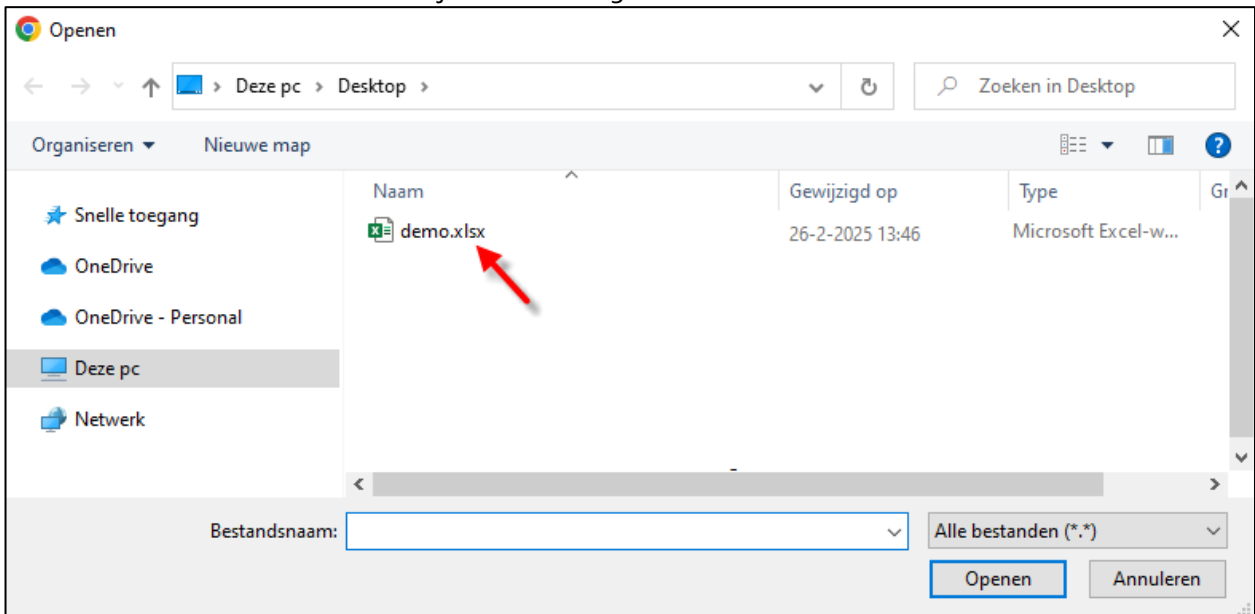 Openen
Deze pc > Desktop >
Zoeken in Desktop
Organiseren
Nieuwe map
Naam
Gewijzigd op
Type
Snelle toegang
demo.xlsx
26-2-2025 13:46
Microsoft Excel-w...
OneDrive
OneDrive - Personal
Deze pc
Netwerk
Bestandsnaam:
Alle bestanden (*.*)
Openen
Annuleren